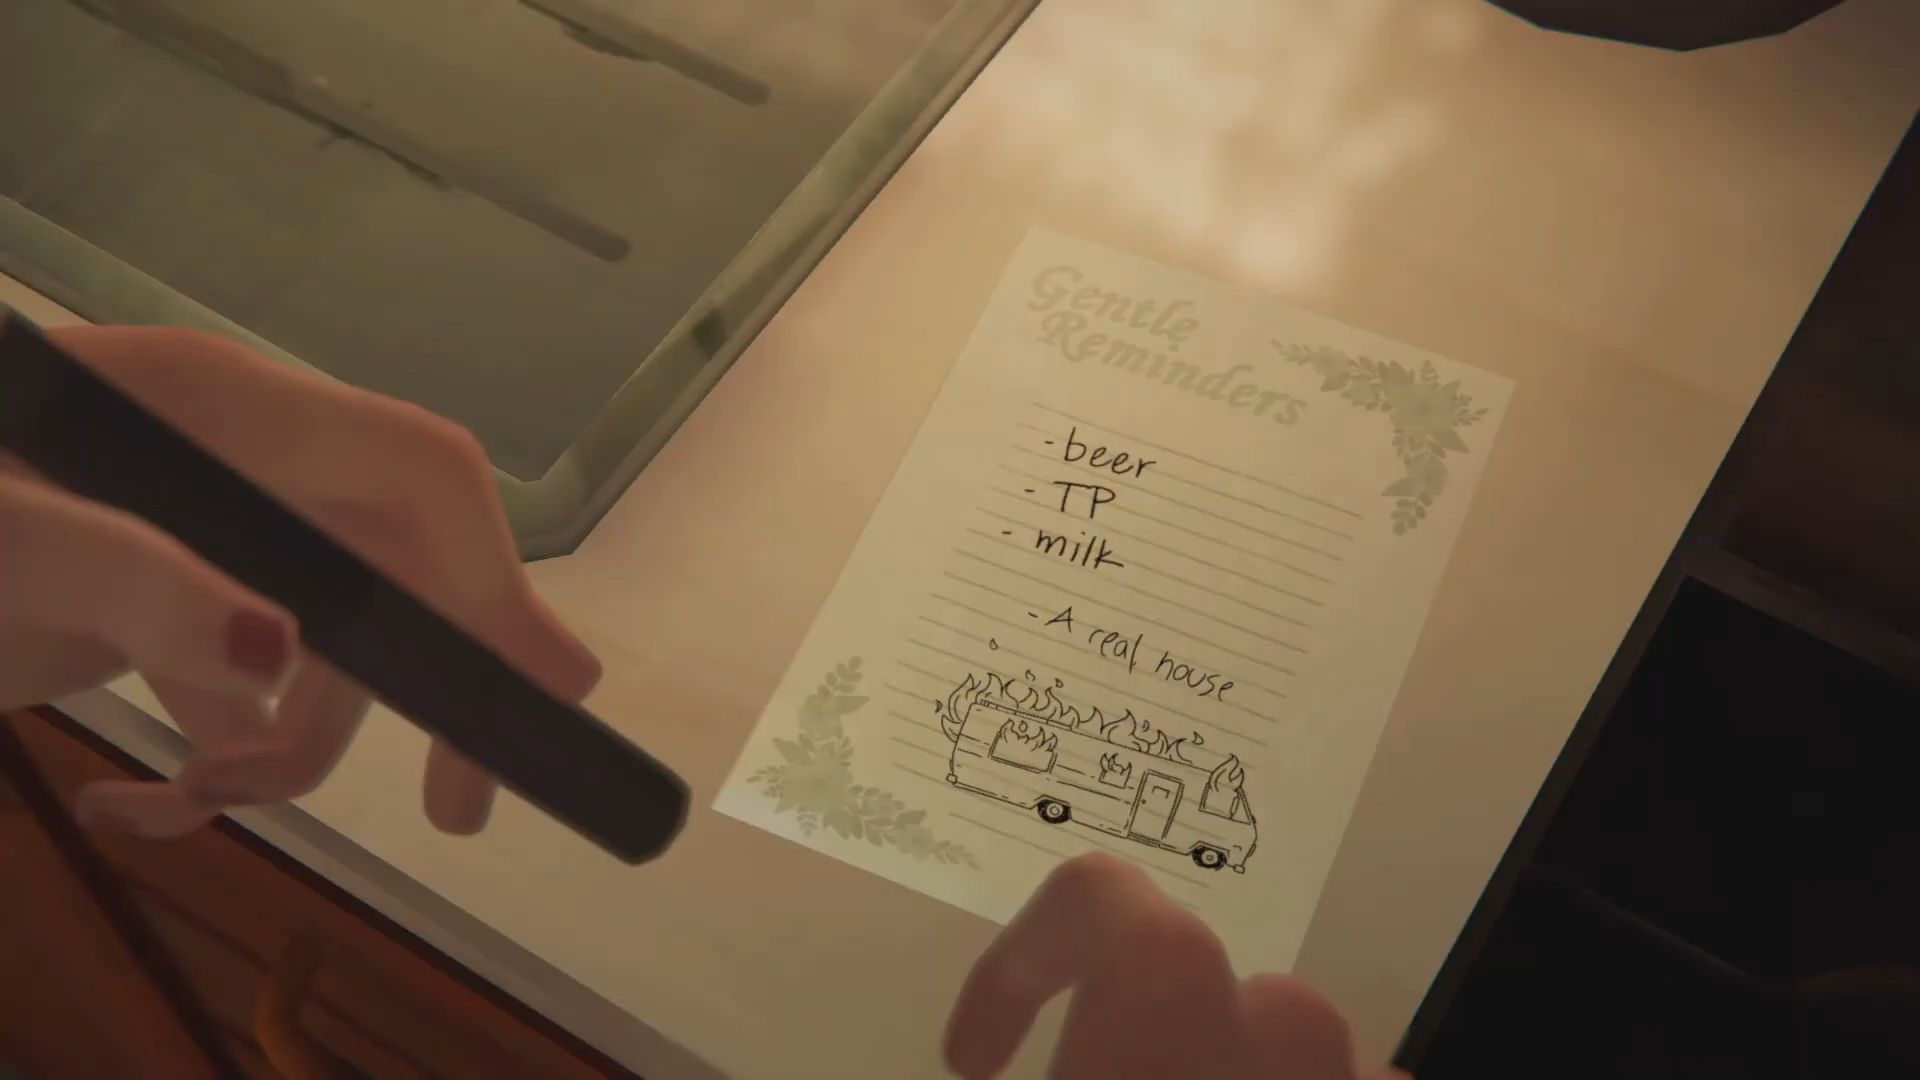 Gentle
Reminders
- beer
- TP
- milk
- A real house